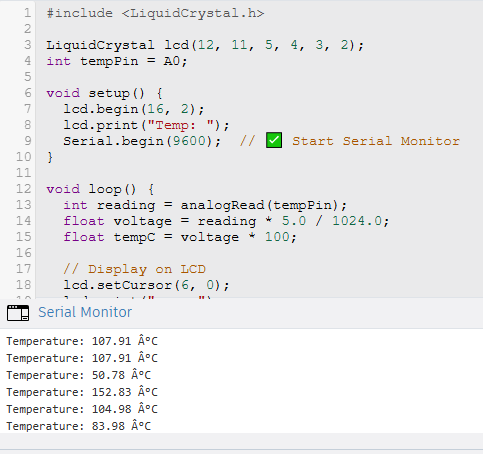 1 #include <LiquidCrystal.h>
2
3 LiquidCrystal lcd(12, 11, 5, 4, 3, 2);
4 int tempPin = A0;
5
6 void setup() {
7   lcd.begin(16, 2);
8   lcd.print("Temp: ");
9   Serial.begin(9600);  // ✅ Start Serial Monitor
10 }
11
12 void loop() {
13   int reading = analogRead(tempPin);
14   float voltage = reading * 5.0 / 1024.0;
15   float tempC = voltage * 100;
16
17   // Display on LCD
18   lcd.setCursor(6, 0);
Serial Monitor
Temperature: 107.91 Â°C
Temperature: 107.91 Â°C
Temperature: 50.78 Â°C
Temperature: 152.83 Â°C
Temperature: 104.98 Â°C
Temperature: 83.98 Â°C